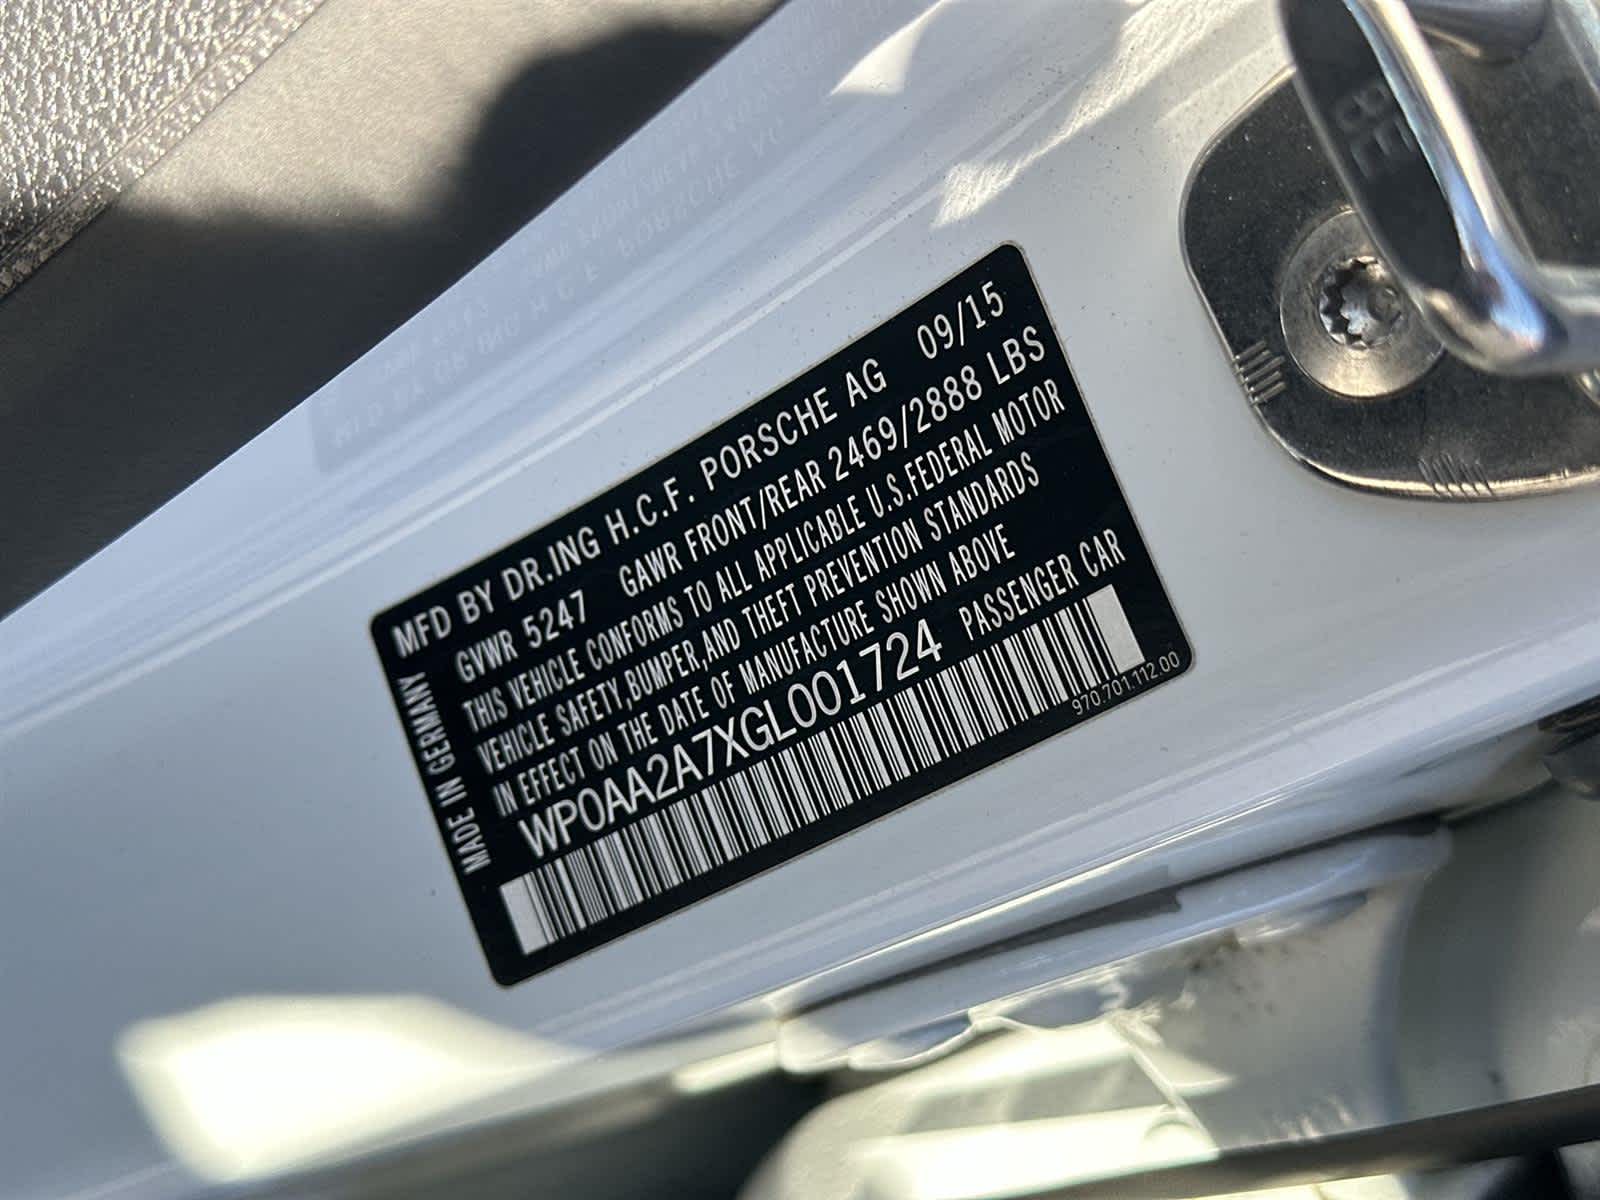 MFD BY DR.ING H.C.F. PORSCHE AG 09/15
GVWR 5247 GAWR FRONT/REAR 2469/2888 LBS
THIS VEHICLE CONFORMS TO ALL APPLICABLE U.S.FEDERAL MOTOR
VEHICLE SAFETY,BUMPER,AND THEFT PREVENTION STANDARDS
IN EFFECT ON THE DATE OF MANUFACTURE SHOWN ABOVE
WP0AA2A7XGL001724 PASSENGER CAR
MADE IN GERMANY
970.701.112.00